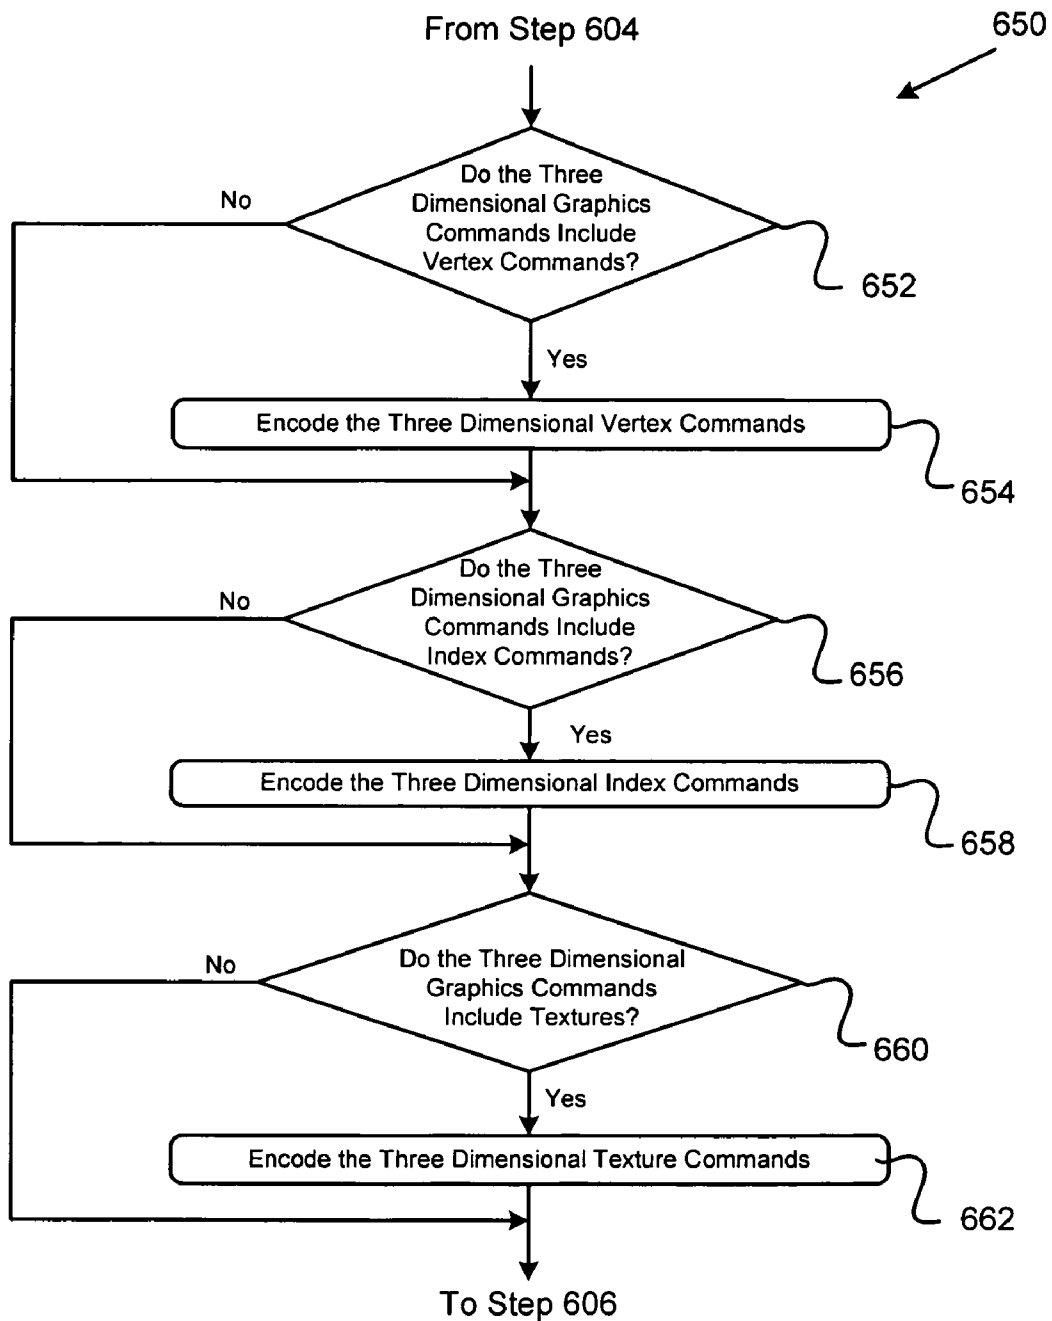 From Step 604
650
Do the Three
Dimensional Graphics
Commands Include
Vertex Commands?
No
652
Yes
Encode the Three Dimensional Vertex Commands
654
Do the Three
Dimensional Graphics
Commands Include
Index Commands?
No
656
Yes
Encode the Three Dimensional Index Commands
658
Do the Three Dimensional
Graphics Commands
Include Textures?
No
660
Yes
Encode the Three Dimensional Texture Commands
662
To Step 606